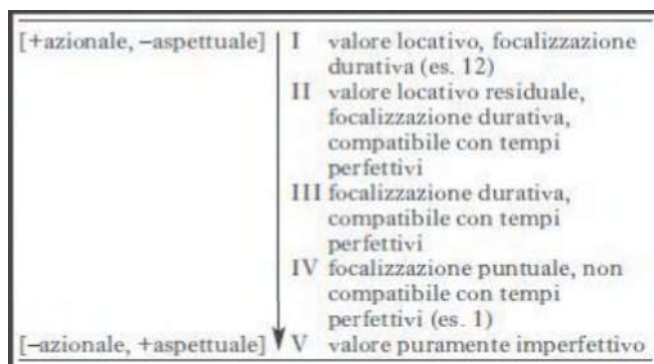 [+azionale, –aspettuale] I valore locativo, focalizzazione
durativa (es. 12)
II valore locativo residuale,
focalizzazione durativa,
compatibile con tempi
perfettivi
III focalizzazione durativa,
compatibile con tempi
perfettivi
IV focalizzazione puntuale, non
compatibile con tempi
perfettivi (es. 1)
[–azionale, +aspettuale] V valore puramente imperfettivo